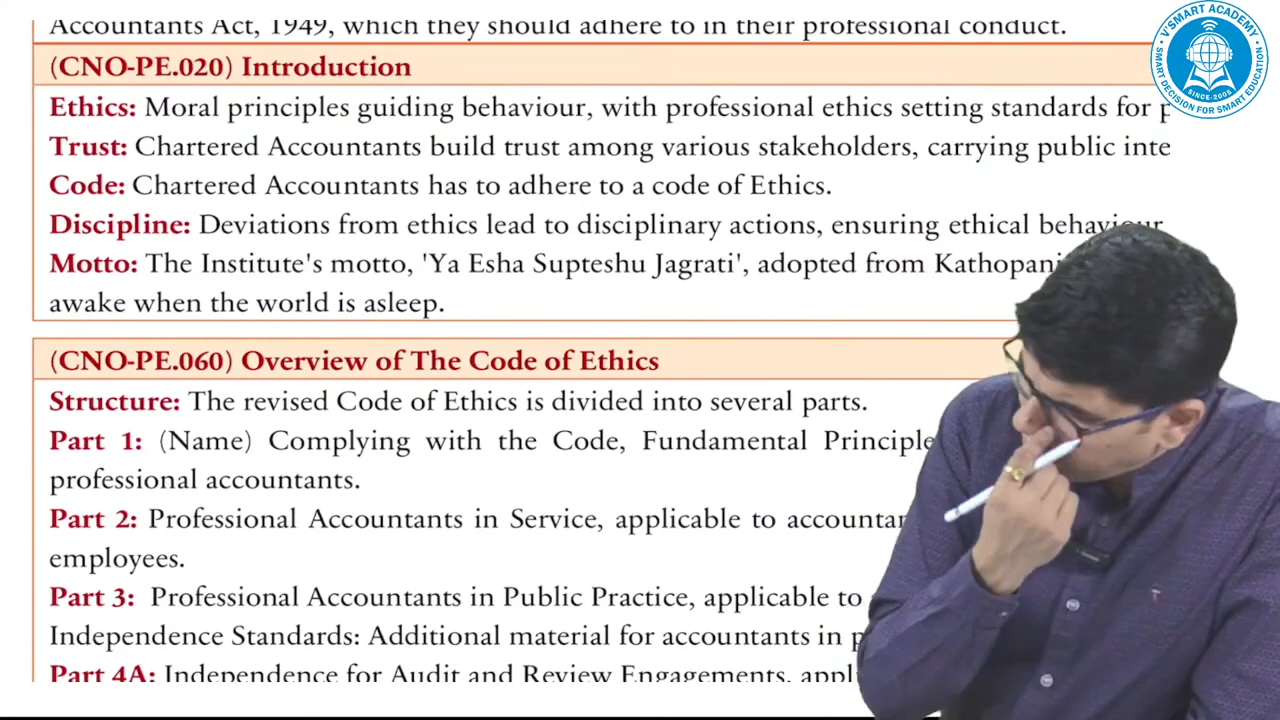 Accountants Act, 1949, which they should adhere to in their professional conduct.
V'SMART ACADEMY
SMART DECISION FOR SMART EDUCATION
SINCE-2005
(CNO-PE.020) Introduction
Ethics: Moral principles guiding behaviour, with professional ethics setting standards for
Trust: Chartered Accountants build trust among various stakeholders, carrying public
Code: Chartered Accountants has to adhere to a code of Ethics.
Discipline: Deviations from ethics lead to disciplinary actions, ensuring ethical behaviour
Motto: The Institute's motto, 'Ya Esha Supteshu Jagrati', adopted from
awake when the world is asleep.
(CNO-PE.060) Overview of The Code of Ethics
Structure: The revised Code of Ethics is divided into several parts.
Part 1: (Name) Complying with the Code, Fundamental
professional accountants.
Part 2: Professional Accountants in Service, applicable to
employees.
Part 3: Professional Accountants in Public Practice, applicable to
Independence Standards: Additional material for accountants in
Part 4A: Independence for Audit and Review Engagements,